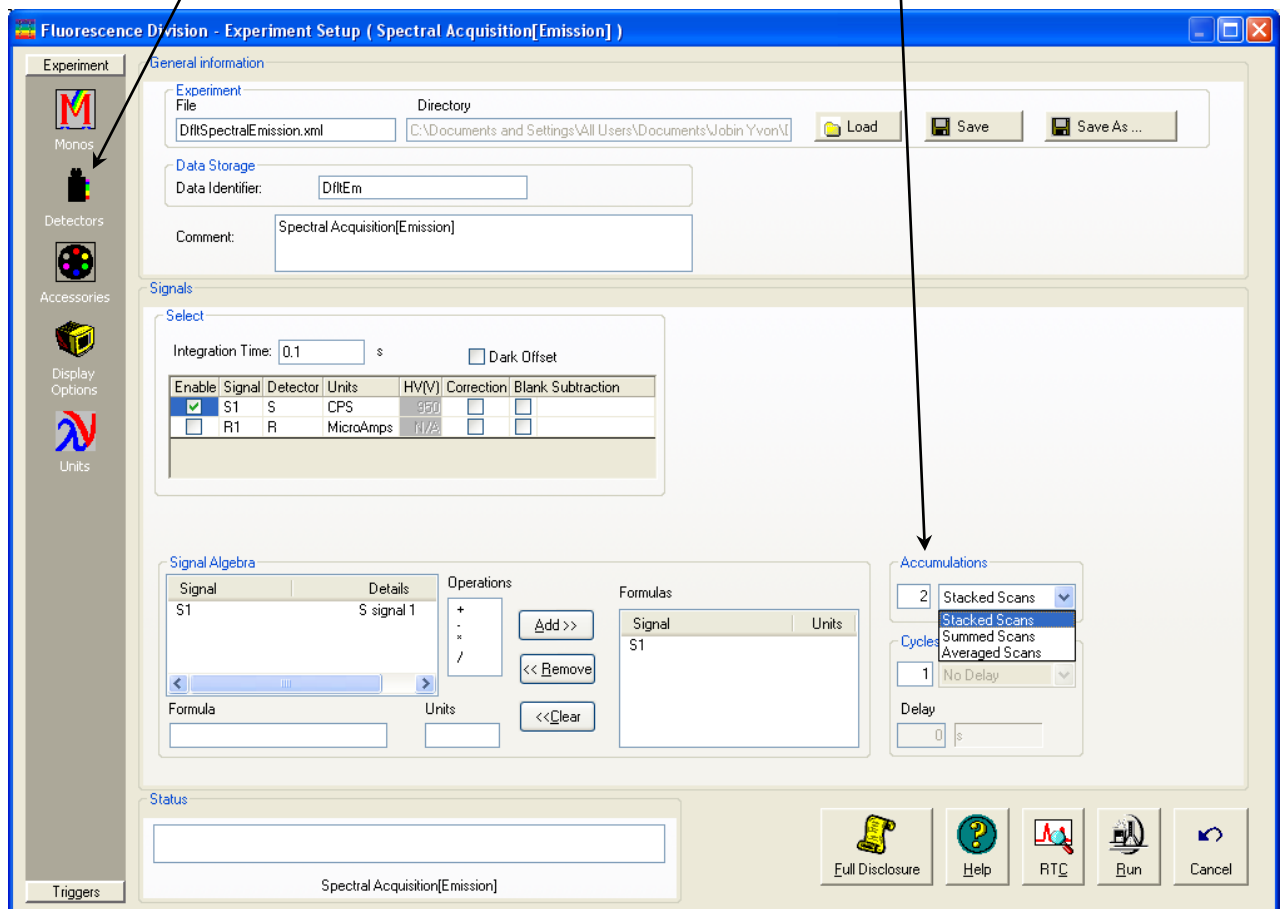 Fluorescence Division - Experiment Setup ( Spectral Acquisition[Emission] )
Experiment
Monos
Detectors
Accessories
Display
Options
Units
Triggers
General information
Experiment
File
Directory
DfltSpectralEmission.xml
C:\Documents and Settings\All Users\Documents\Jobin Yvon\
Load
Save
Save As ...
Data Storage
Data Identifier:
DfltEm
Comment:
Spectral Acquisition[Emission]
Signals
Select
Integration Time: 0.1 s
Dark Offset
Enable Signal Detector Units HV(V) Correction Blank Subtraction
S1 S CPS 950
R1 R MicroAmps N/A
Signal Algebra
Signal Details
S1 S signal 1
Operations
+
-
*
/
Add >>
<< Remove
<<Clear
Formulas
Signal Units
S1
Formula
Units
Accumulations
2 Stacked Scans
Stacked Scans
Summed Scans
Averaged Scans
Cycles
1 No Delay
Delay
0 s
Status
Spectral Acquisition[Emission]
Full Disclosure
Help
RTC
Run
Cancel